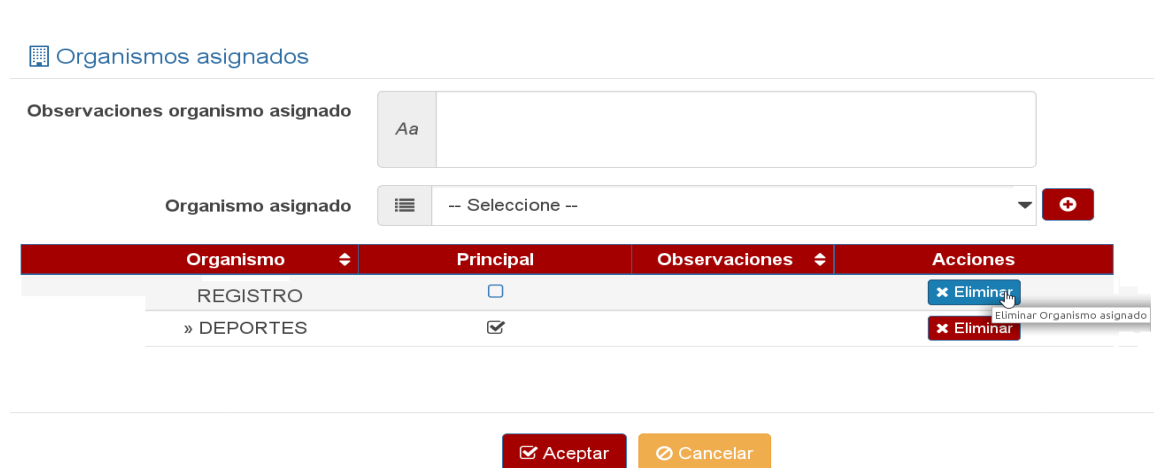 Organismos asignados
Observaciones organismo asignado
Aa
Organismo asignado
-- Seleccione --
Organismo Principal Observaciones Acciones
REGISTRO Eliminar
Eliminar Organismo asignado
» DEPORTES Eliminar
Aceptar Cancelar